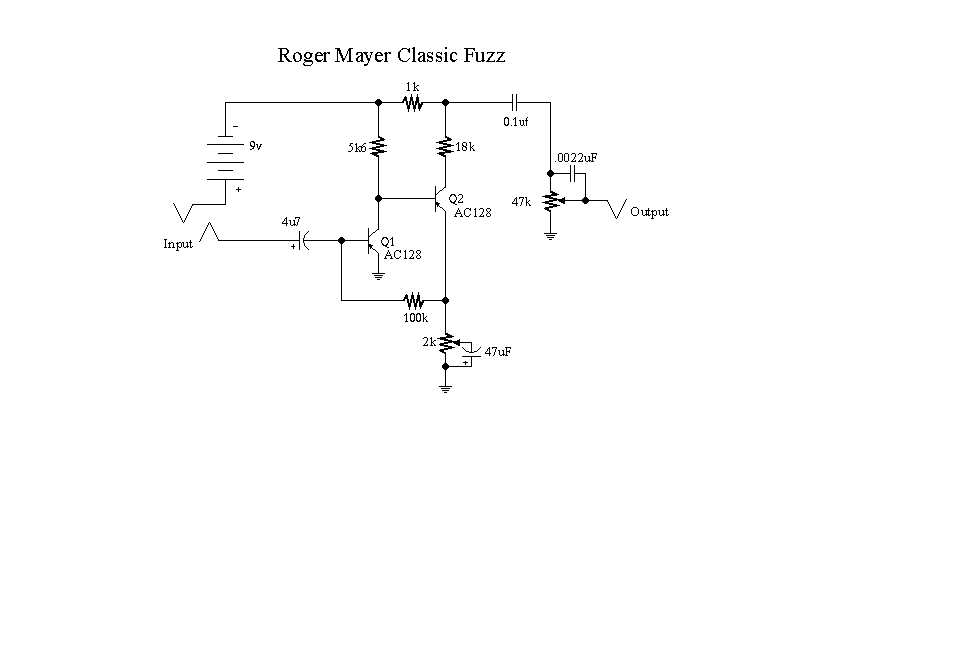 Roger Mayer Classic Fuzz
1k
0.1uf
-
9v
5k6
18k
.0022uF
+
Q2
AC128
47k
Output
4u7
Input
+
Q1
AC128
100k
2k
47uF
+